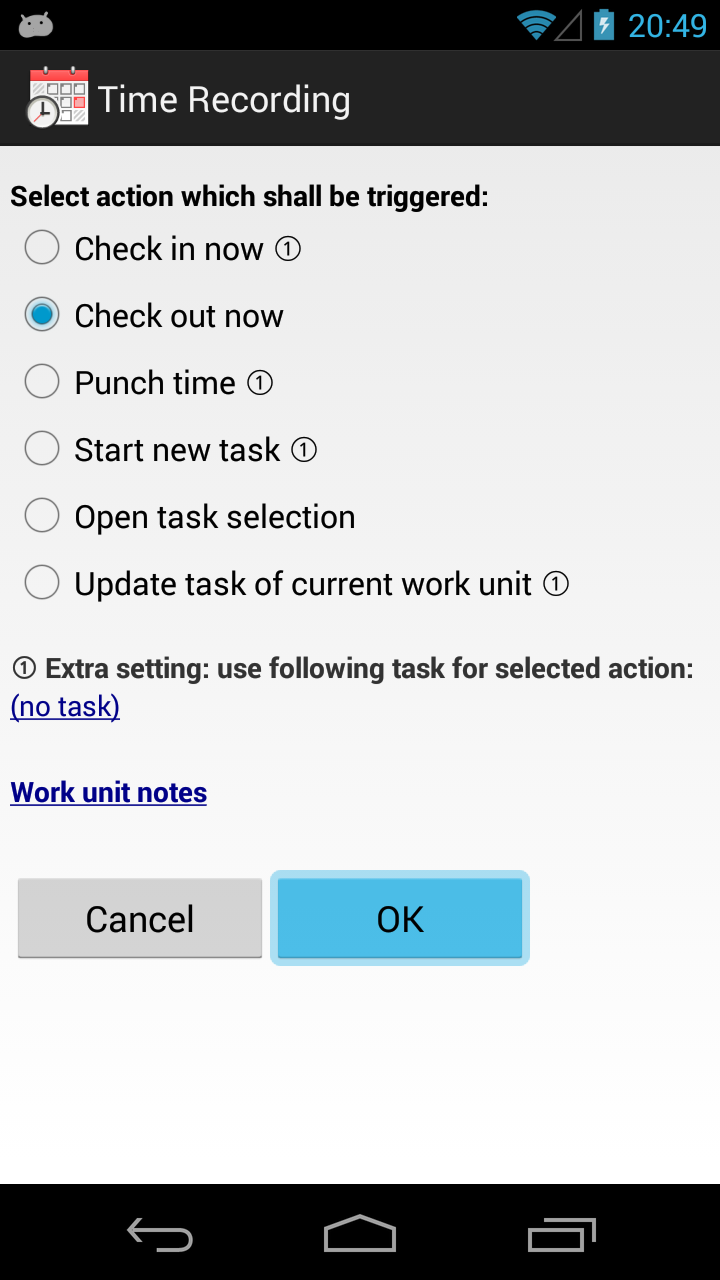 20:49
Time Recording
Select action which shall be triggered:
Check in now ①
Check out now
Punch time ①
Start new task ①
Open task selection
Update task of current work unit ①
① Extra setting: use following task for selected action:
(no task)
Work unit notes
Cancel
OK